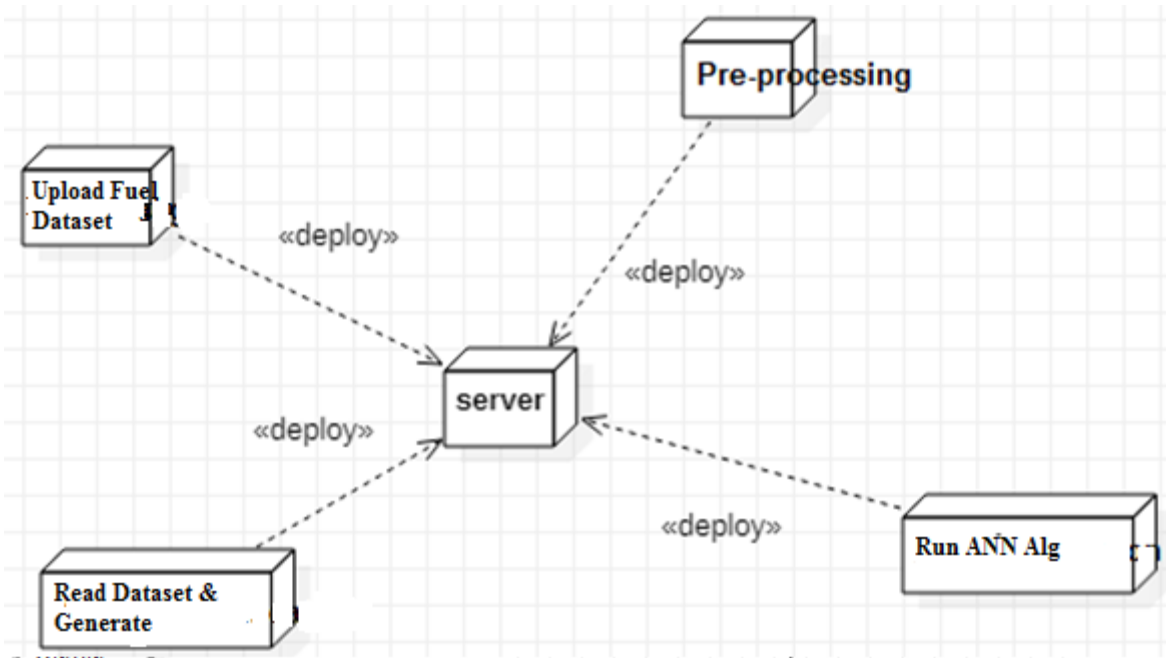 Pre-processing
Upload Fuel
Dataset
«deploy»
«deploy»
server
«deploy»
«deploy»
Run ANN Alg
Read Dataset &
Generate